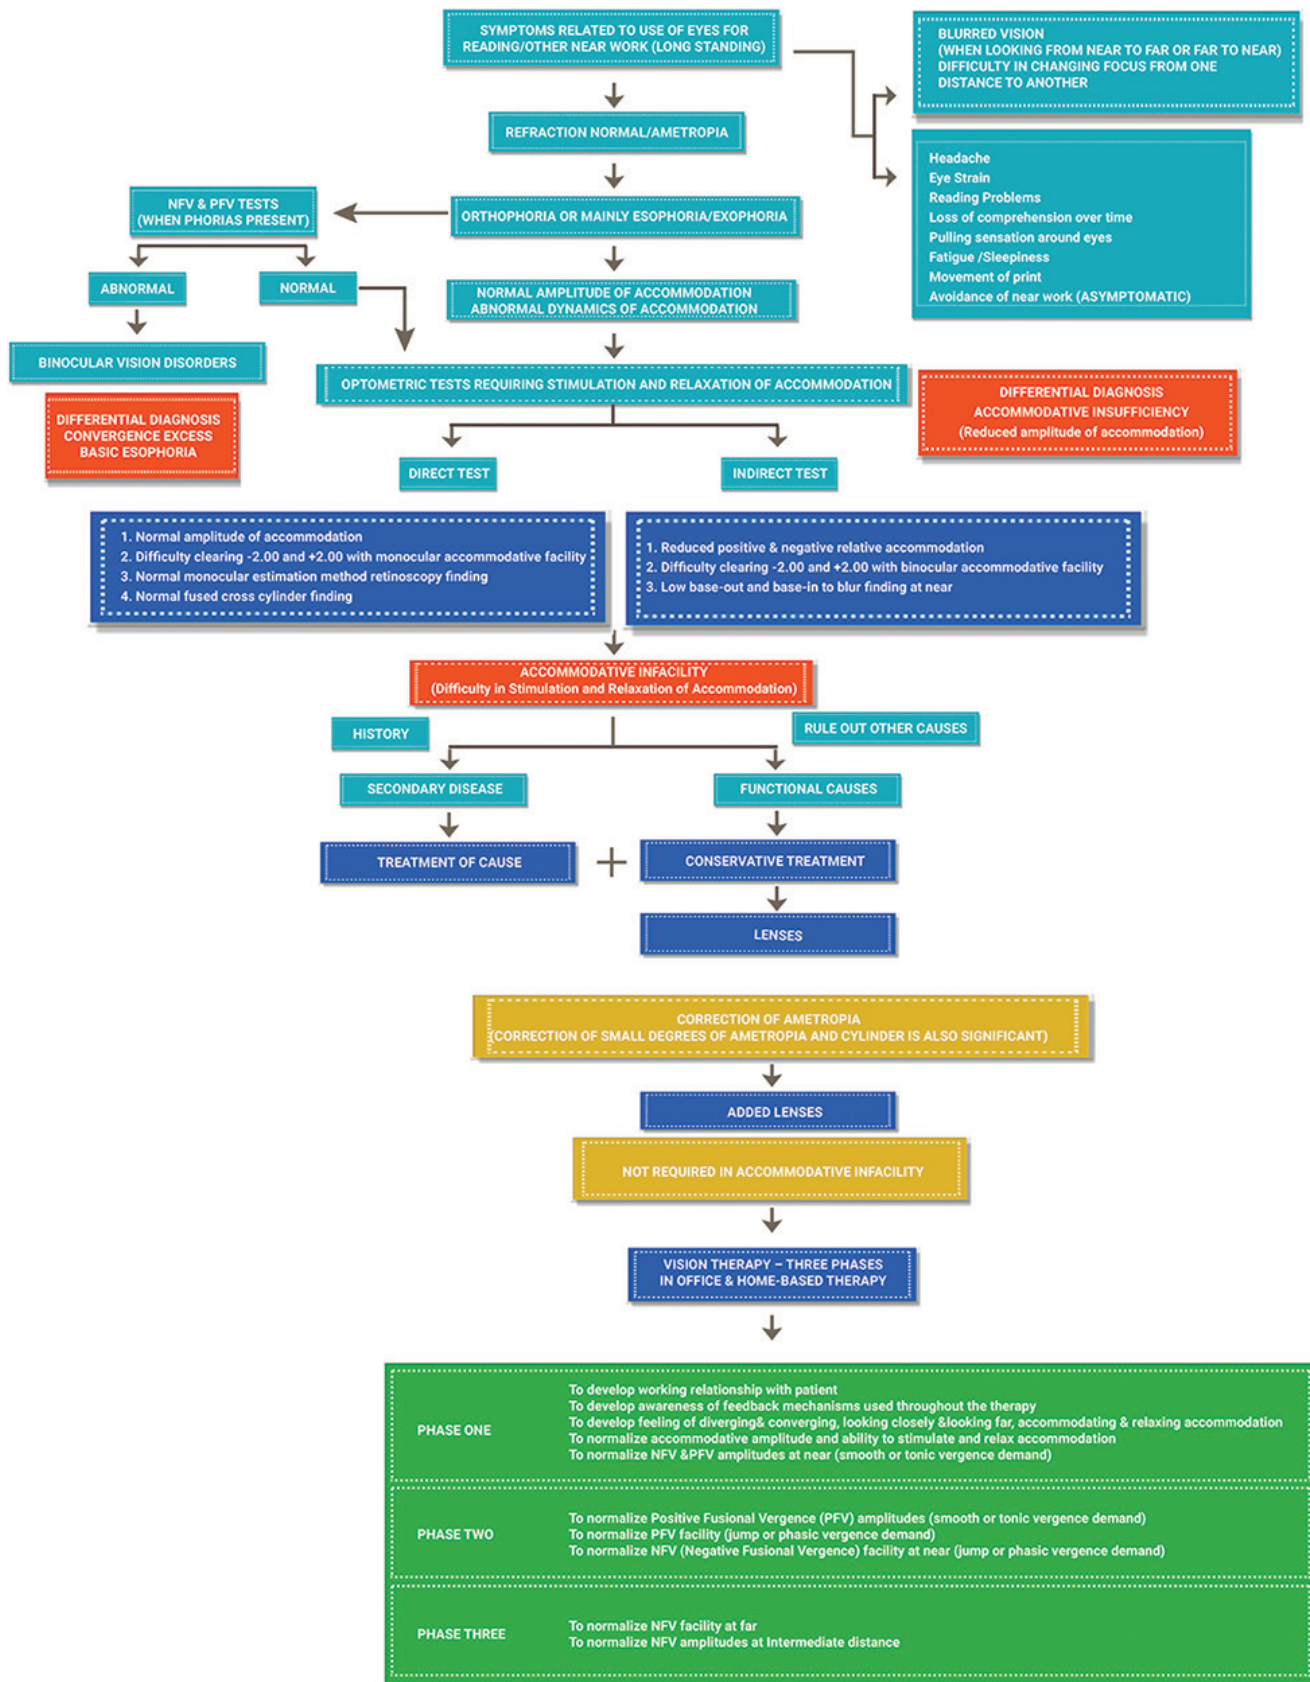 SYMPTOMS RELATED TO USE OF EYES FOR
READING/OTHER NEAR WORK (LONG STANDING)
BLURRED VISION
(WHEN LOOKING FROM NEAR TO FAR OR FAR TO NEAR)
DIFFICULTY IN CHANGING FOCUS FROM ONE
DISTANCE TO ANOTHER
REFRACTION NORMAL/AMETROPIA
Headache
Eye Strain
Reading Problems
Loss of comprehension over time
Pulling sensation around eyes
Fatigue /Sleepiness
Movement of print
Avoidance of near work (ASYMPTOMATIC)
NFV & PFV TESTS
(WHEN PHORIAS PRESENT)
ORTHOPHORIA OR MAINLY ESOPHORIA/EXOPHORIA
ABNORMAL
NORMAL
NORMAL AMPLITUDE OF ACCOMMODATION
ABNORMAL DYNAMICS OF ACCOMMODATION
BINOCULAR VISION DISORDERS
OPTOMETRIC TESTS REQUIRING STIMULATION AND RELAXATION OF ACCOMMODATION
DIFFERENTIAL DIAGNOSIS
CONVERGENCE EXCESS
BASIC ESOPHORIA
DIFFERENTIAL DIAGNOSIS
ACCOMMODATIVE INSUFFICIENCY
(Reduced amplitude of accommodation)
DIRECT TEST
INDIRECT TEST
1. Normal amplitude of accommodation
2. Difficulty clearing -2.00 and +2.00 with monocular accommodative facility
3. Normal monocular estimation method retinoscopy finding
4. Normal fused cross cylinder finding
1. Reduced positive & negative relative accommodation
2. Difficulty clearing -2.00 and +2.00 with binocular accommodative facility
3. Low base-out and base-in to blur finding at near
ACCOMMODATIVE INFACILITY
(Difficulty in Stimulation and Relaxation of Accommodation)
HISTORY
RULE OUT OTHER CAUSES
SECONDARY DISEASE
FUNCTIONAL CAUSES
TREATMENT OF CAUSE
+
CONSERVATIVE TREATMENT
LENSES
CORRECTION OF AMETROPIA
(CORRECTION OF SMALL DEGREES OF AMETROPIA AND CYLINDER IS ALSO SIGNIFICANT)
ADDED LENSES
NOT REQUIRED IN ACCOMMODATIVE INFACILITY
VISION THERAPY – THREE PHASES
IN OFFICE & HOME-BASED THERAPY
PHASE ONE
To develop working relationship with patient
To develop awareness of feedback mechanisms used throughout the therapy
To develop feeling of diverging& converging, looking closely &looking far, accommodating & relaxing accommodation
To normalize accommodative amplitude and ability to stimulate and relax accommodation
To normalize NFV &PFV amplitudes at near (smooth or tonic vergence demand)
PHASE TWO
To normalize Positive Fusional Vergence (PFV) amplitudes (smooth or tonic vergence demand)
To normalize PFV facility (jump or phasic vergence demand)
To normalize NFV (Negative Fusional Vergence) facility at near (jump or phasic vergence demand)
PHASE THREE
To normalize NFV facility at far
To normalize NFV amplitudes at Intermediate distance